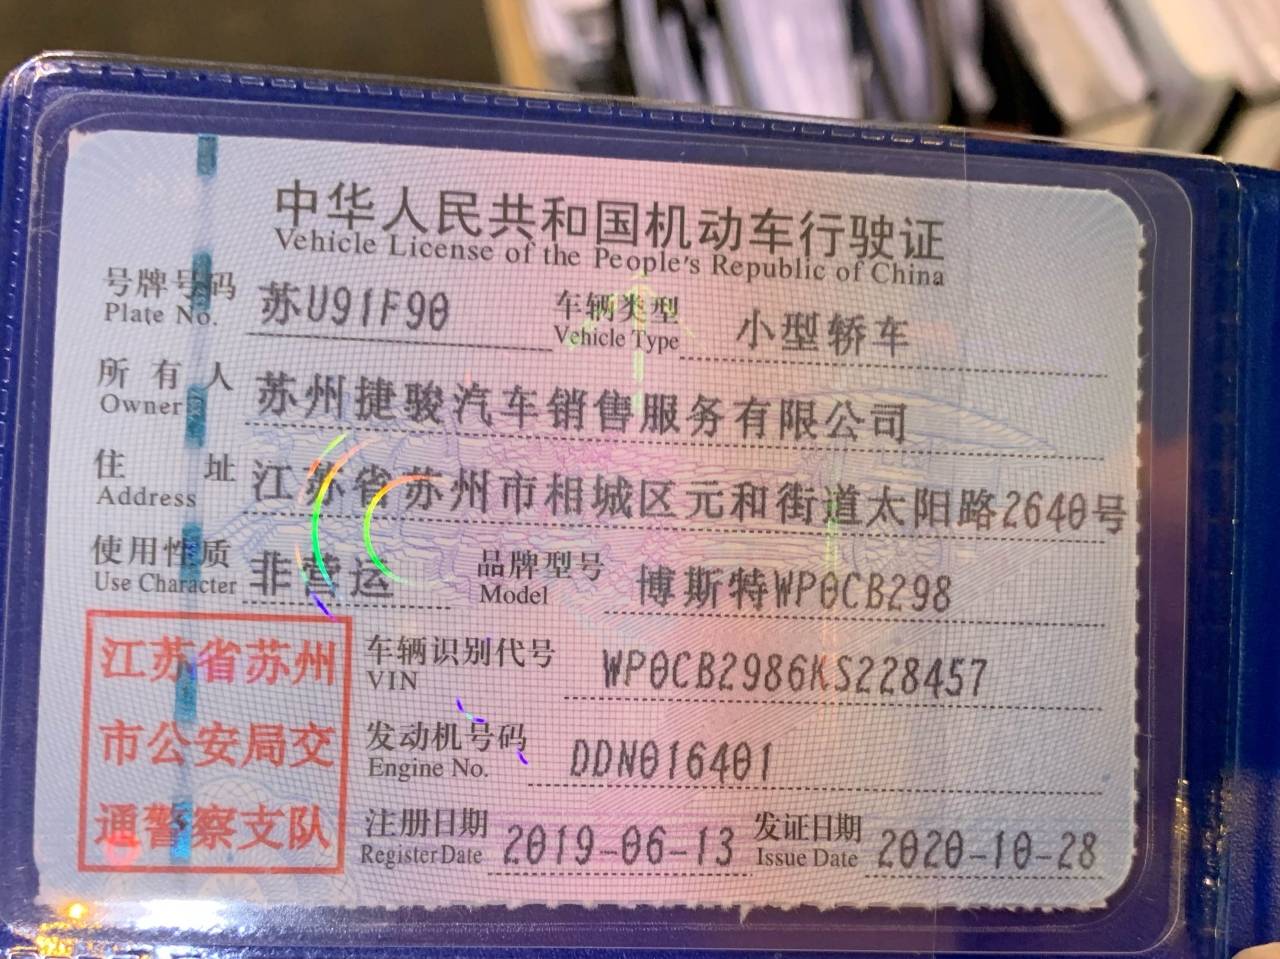 中华人民共和国机动车行驶证
Vehicle License of the People's Republic of China
号牌号码 苏U91F90 车辆类型 小型轿车
Plate No. Vehicle Type
所有人 苏州捷骏汽车销售服务有限公司
Owner
住址 江苏省苏州市相城区元和街道太阳路2640号
Address
使用性质 非营运 品牌型号 博斯特WP0CB298
Use Character Model
江苏省苏州
市公安局交
通警察支队
车辆识别代号 WP0CB2986KS228457
VIN
发动机号码 DDN016401
Engine No.
注册日期 2019-06-13 发证日期 2020-10-28
Register Date Issue Date